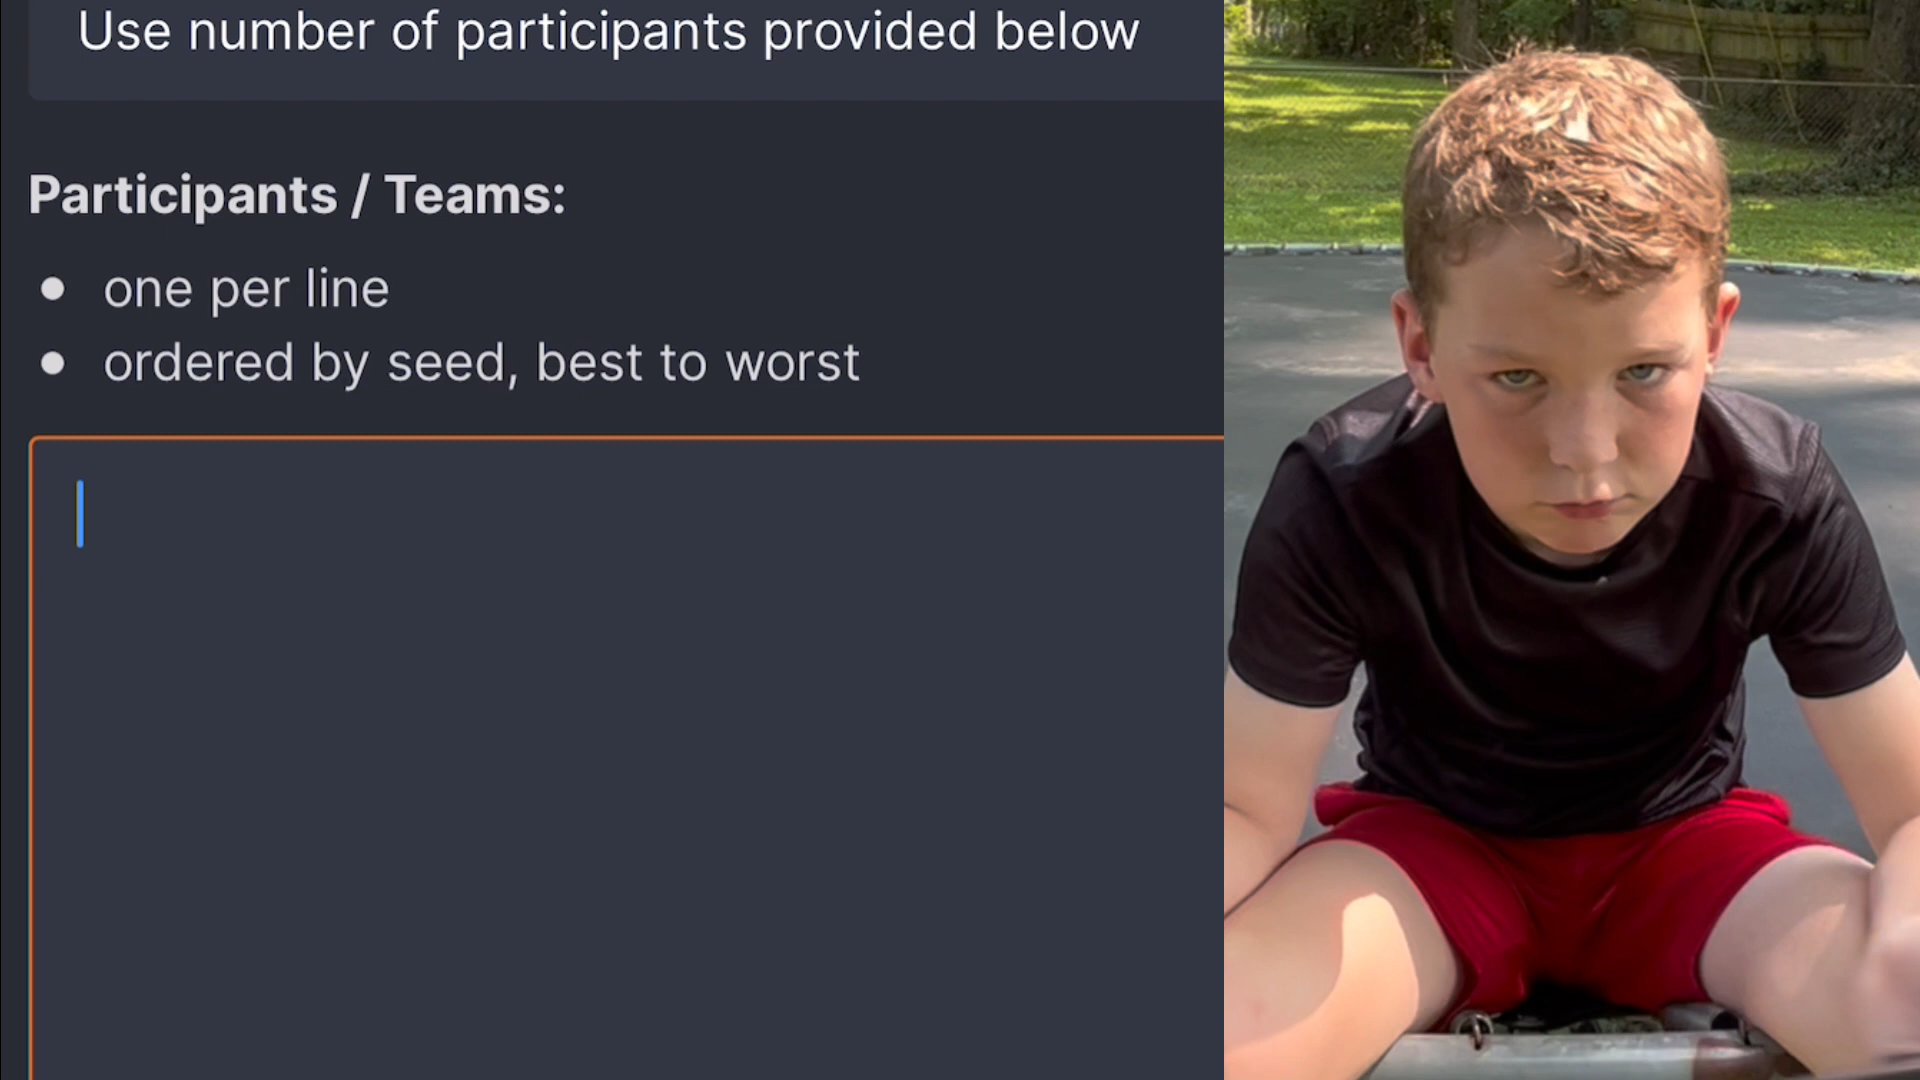 Use number of participants provided below
Participants / Teams:
one per line
ordered by seed, best to worst